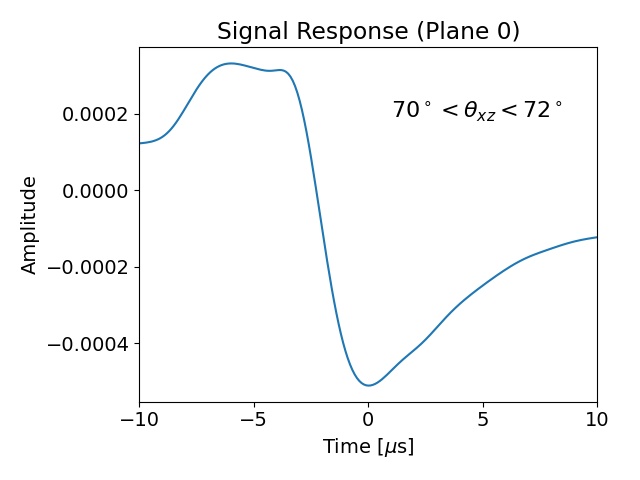 Signal Response (Plane 0)
70° < θxz < 72°
Amplitude
0.0002
0.0000
−0.0002
−0.0004
−10
−5
0
5
10
Time [μs]